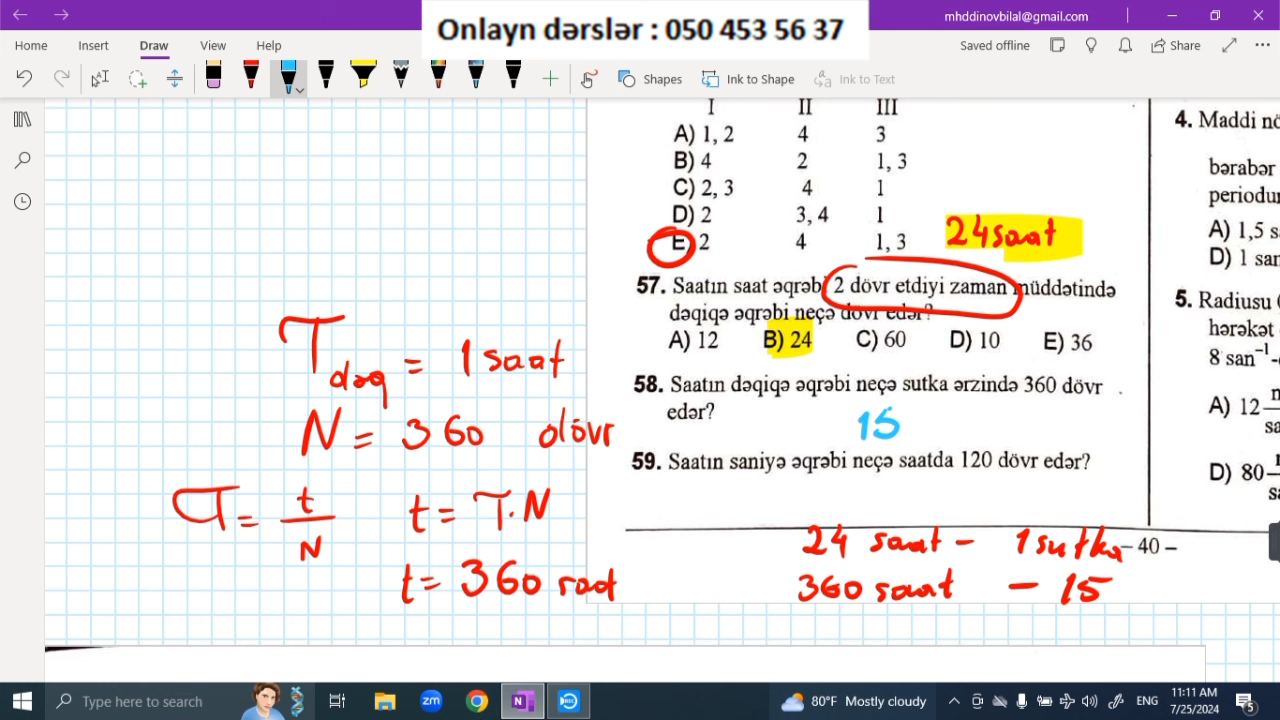 mhddinovbilal@gmail.com
Onlayn dərslər : 050 453 56 37
Home Insert Draw View Help
Saved offline Share
Shapes Ink to Shape Ink to Text
I II III
A) 1, 2 4 3
B) 4 2 1, 3
C) 2, 3 4 1
D) 2 3, 4 1
E) 2 4 1, 3
24 saat
57. Saatın saat əqrəbi 2 dövr etdiyi zaman müddətində
dəqiqə əqrəbi neçə dövr edər?
A) 12 B) 24 C) 60 D) 10 E) 36
58. Saatın dəqiqə əqrəbi neçə sutka ərzində 360 dövr
edər?
15
59. Saatın saniyə əqrəbi neçə saatda 120 dövr edər?
– 40 –
24 saat - 1 sutka
360 saat - 15
T dəq = 1 saat
N = 360 dövr
T = t/N t = T.N
t = 360 saat
4. Maddi nö
bərabər
periodu
A) 1,5 s
D) 1 san
5. Radiusu
hərəkət
8 san⁻¹-
A) 12
D) 80
Type here to search
80°F Mostly cloudy
ENG
11:11 AM
7/25/2024
5